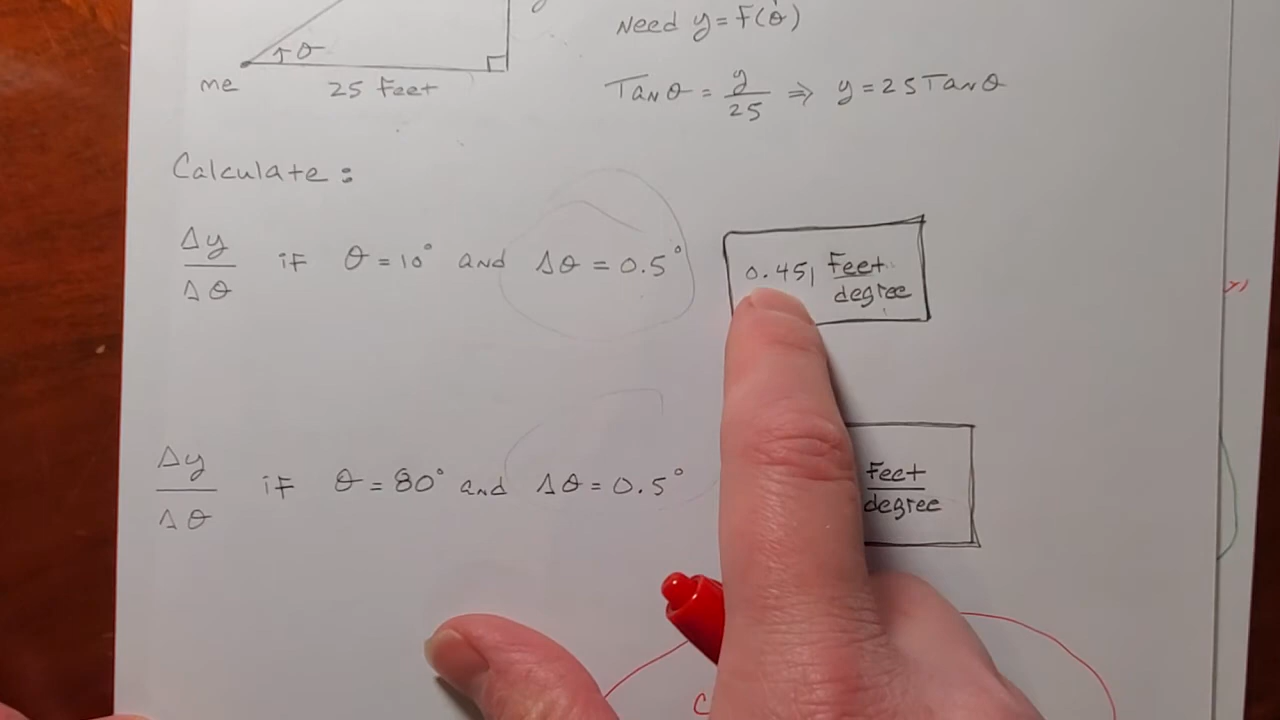 Need y = F(θ)
θ
me
25 Feet
Tan θ = y/25 ⇒ y = 25 Tan θ
Calculate:
Δy/Δθ if θ = 10° and Δθ = 0.5°
0.451 Feet/degree
Δy/Δθ if θ = 80° and Δθ = 0.5°
Feet/degree